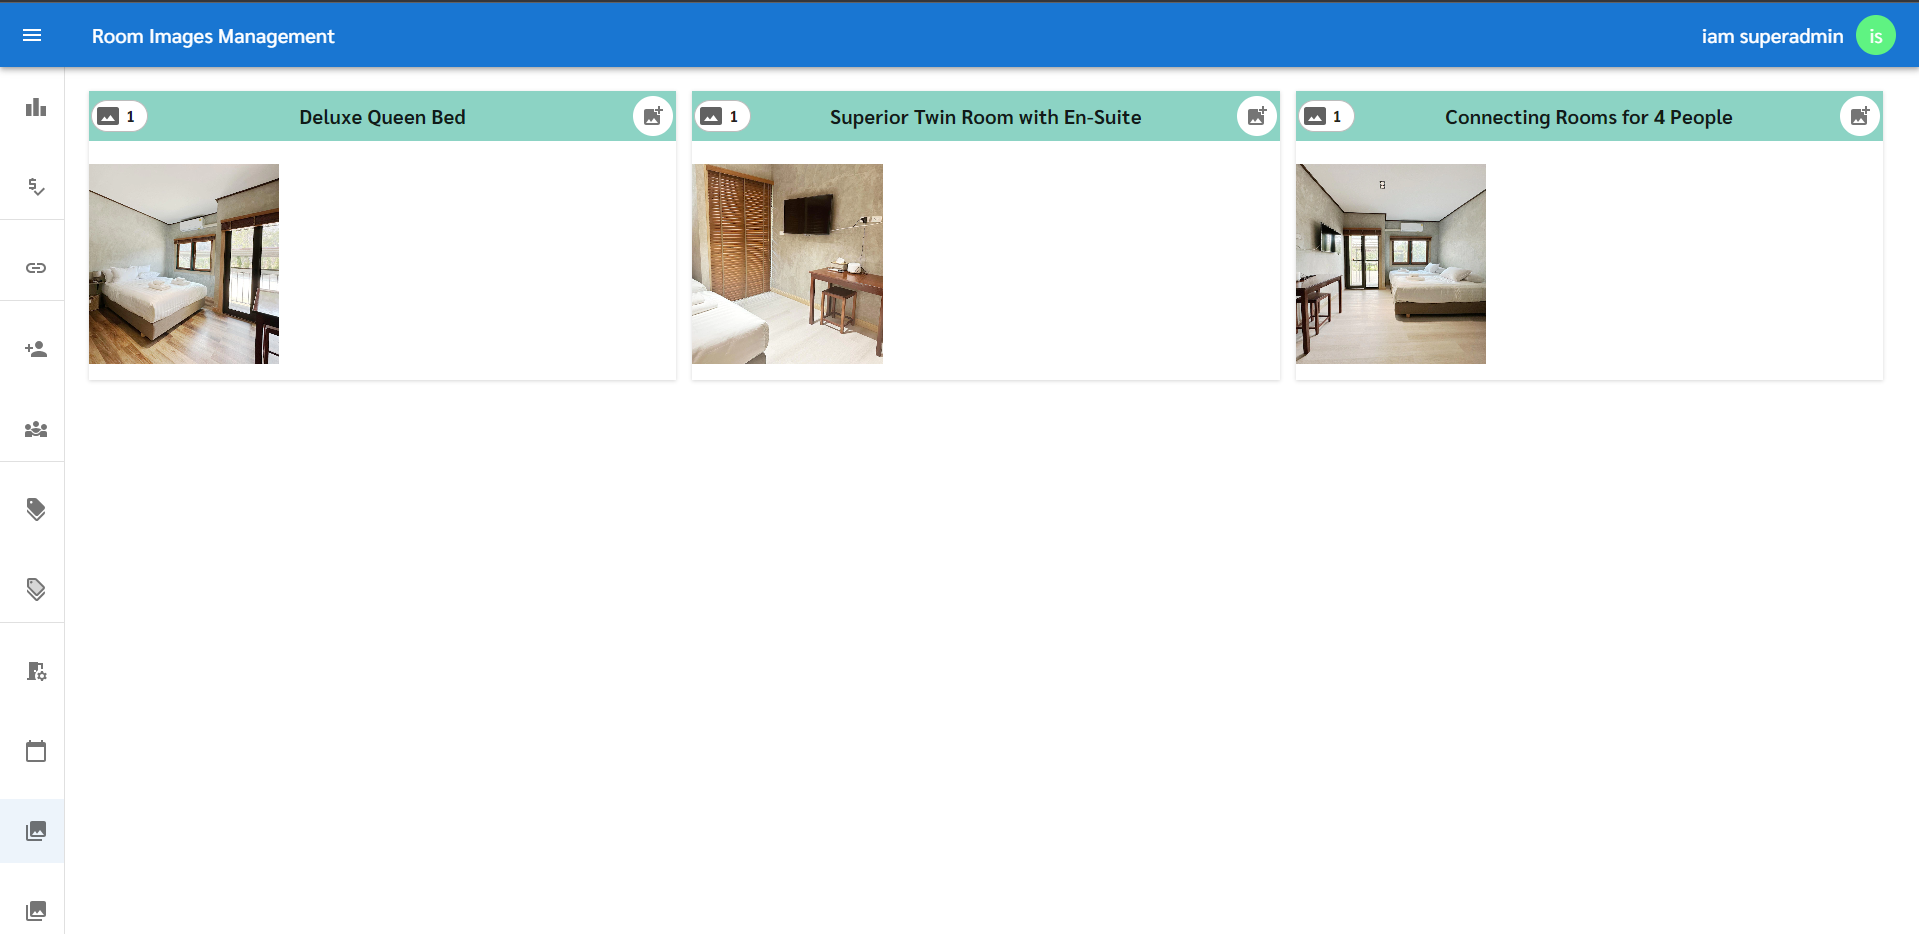 Room Images Management
iam superadmin
is
1
Deluxe Queen Bed
1
Superior Twin Room with En-Suite
1
Connecting Rooms for 4 People